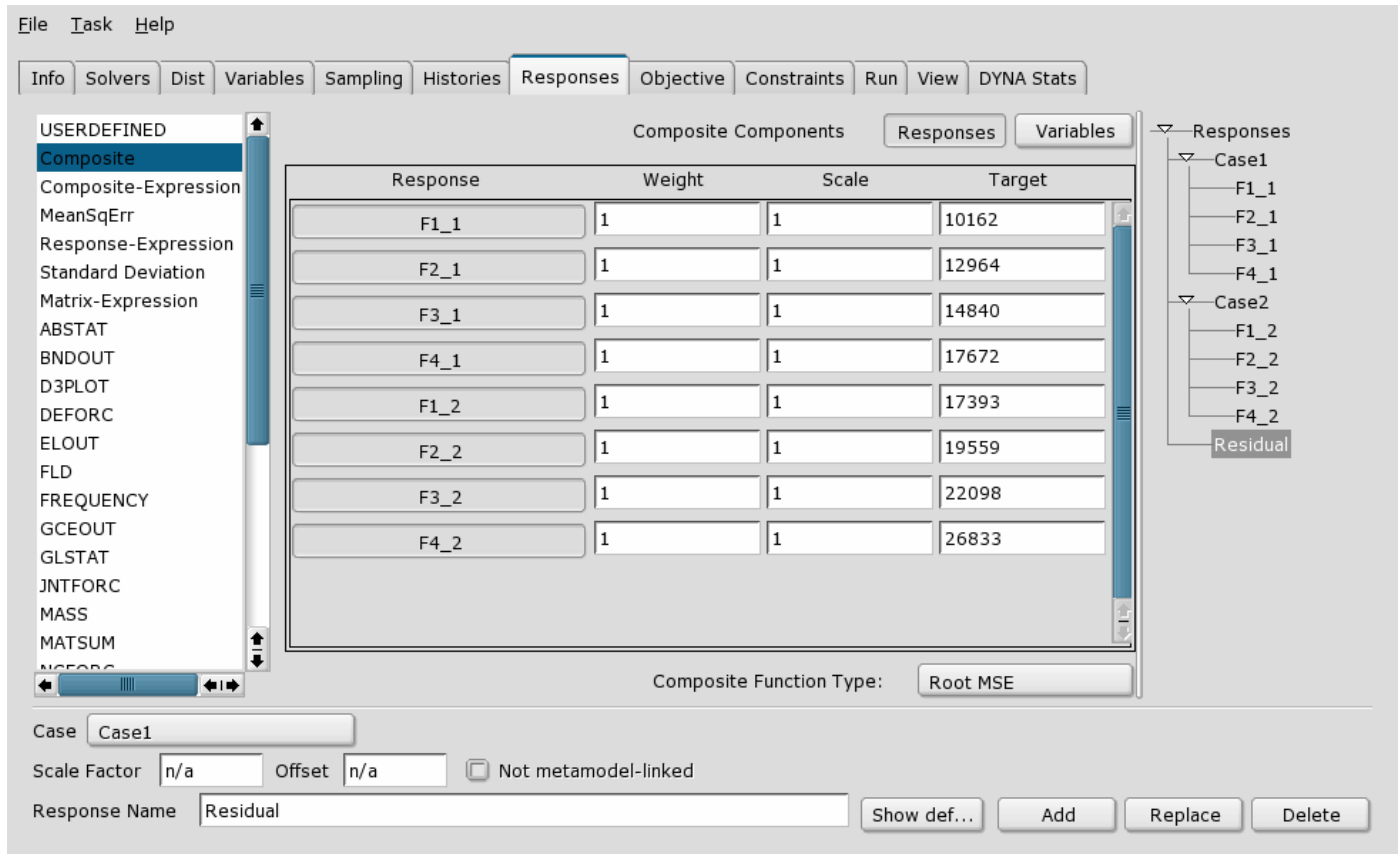 File Task Help
Info Solvers Dist Variables Sampling Histories Responses Objective Constraints Run View DYNA Stats
USERDEFINED
Composite
Composite-Expression
MeanSqErr
Response-Expression
Standard Deviation
Matrix-Expression
ABSTAT
BNDOUT
D3PLOT
DEFORC
ELOUT
FLD
FREQUENCY
GCEOUT
GLSTAT
JNTFORC
MASS
MATSUM
Composite Components Responses Variables
Response Weight Scale Target
F1_1 1 1 10162
F2_1 1 1 12964
F3_1 1 1 14840
F4_1 1 1 17672
F1_2 1 1 17393
F2_2 1 1 19559
F3_2 1 1 22098
F4_2 1 1 26833
Composite Function Type: Root MSE
Responses
Case1
F1_1
F2_1
F3_1
F4_1
Case2
F1_2
F2_2
F3_2
F4_2
Residual
Case Case1
Scale Factor n/a Offset n/a Not metamodel-linked
Response Name Residual Show def... Add Replace Delete